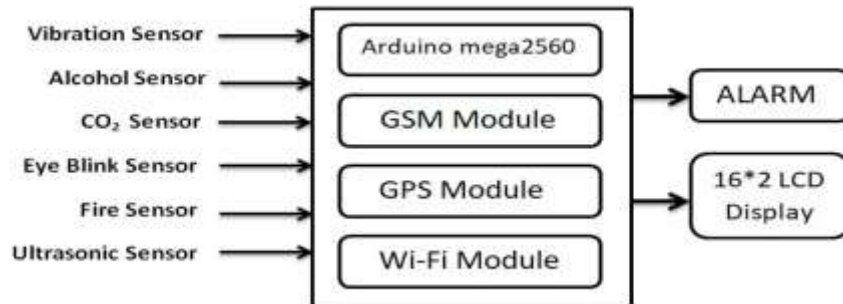 Vibration Sensor
Alcohol Sensor
CO₂ Sensor
Eye Blink Sensor
Fire Sensor
Ultrasonic Sensor
Arduino mega2560
GSM Module
GPS Module
Wi-Fi Module
ALARM
16*2 LCD
Display